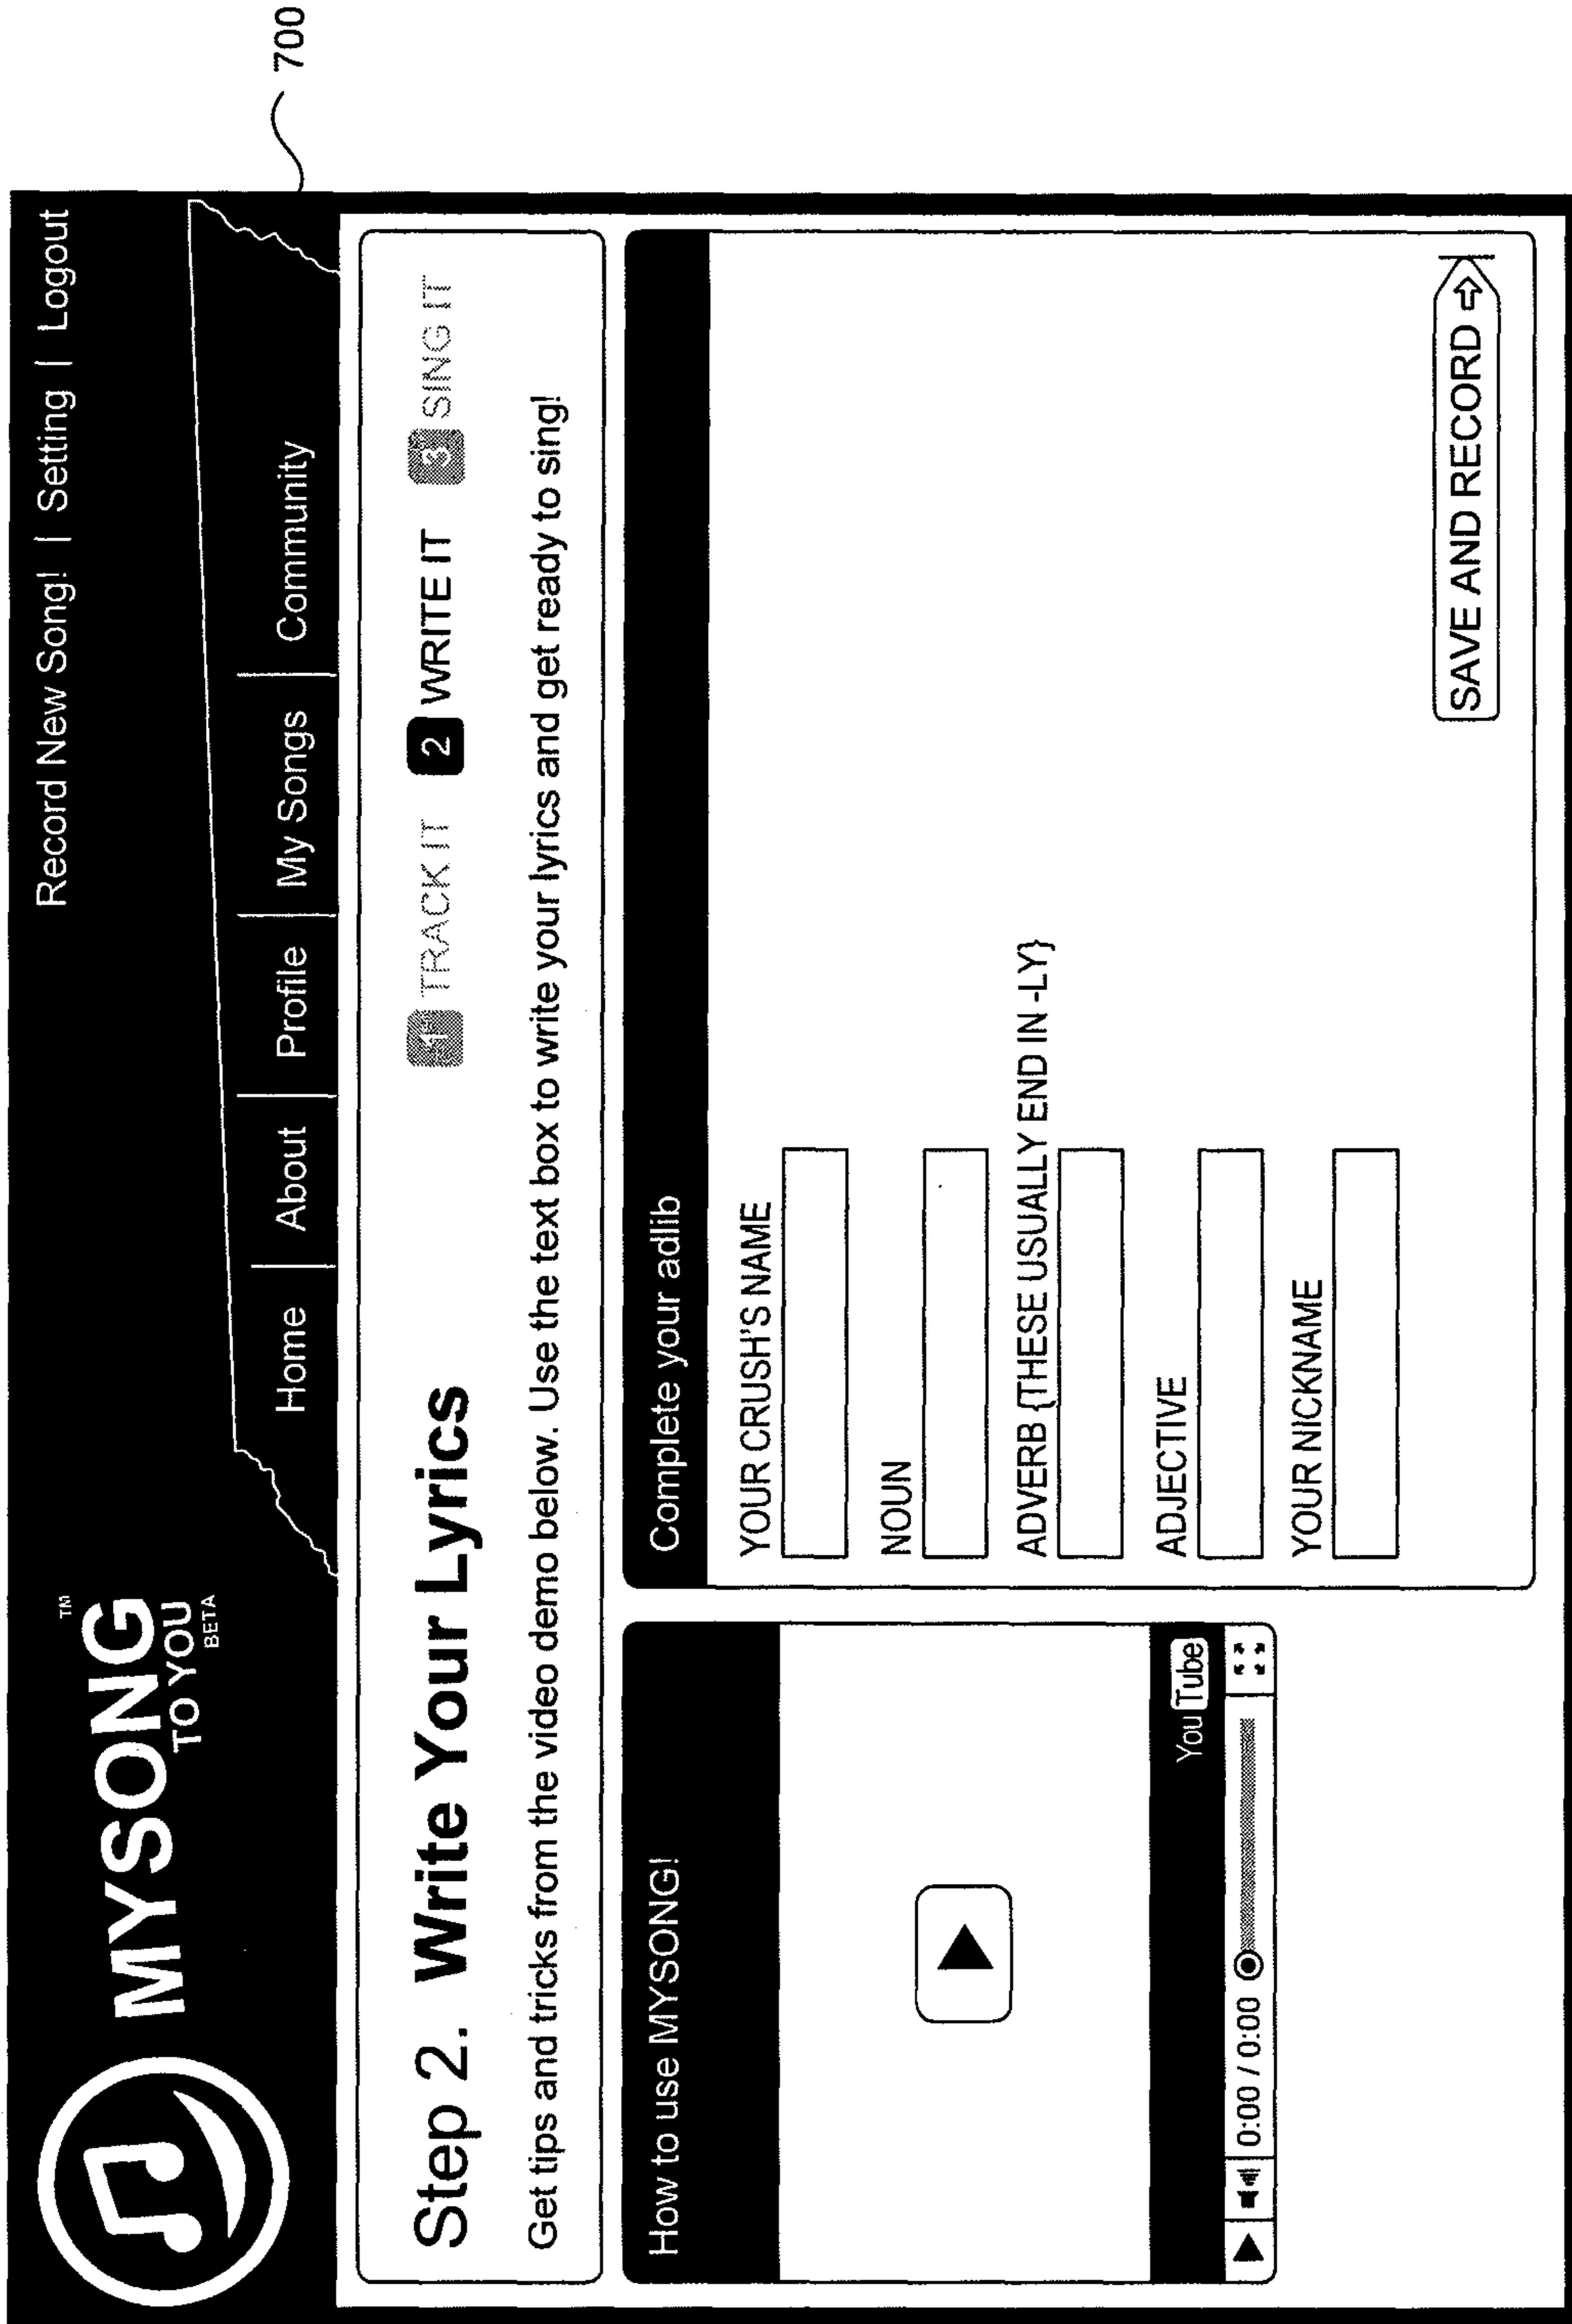 Record New Song! | Setting | Logout
MYSONG™
TO YOU
BETA
Home | About | Profile | My Songs | Community
700
Step 2. Write Your Lyrics
1 TRACK IT 2 WRITE IT 3 SING IT
Get tips and tricks from the video demo below. Use the text box to write your lyrics and get ready to sing!
How to use MYSONG!
YouTube
0:00 / 0:00
Complete your adlib
YOUR CRUSH'S NAME
NOUN
ADVERB {THESE USUALLY END IN -LY}
ADJECTIVE
YOUR NICKNAME
SAVE AND RECORD